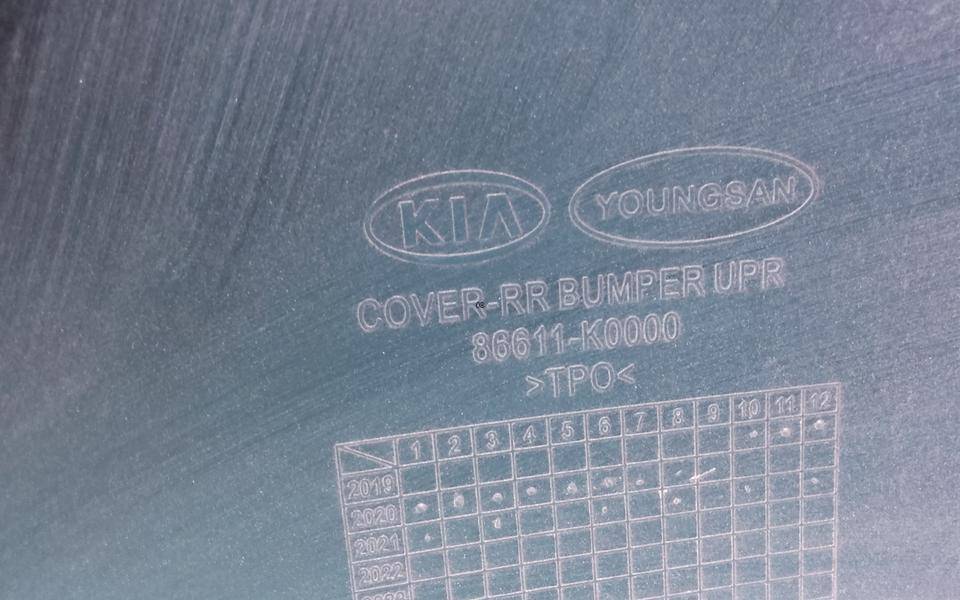 KIA YOUNGSAN
COVER-RR BUMPER UPR
86611-K0000
>TPO<
1 2 3 4 5 6 7 8 9 10 11 12
2019
2020
2021
2022